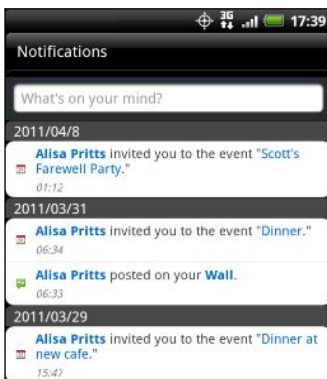 3G 17:39
Notifications
What's on your mind?
2011/04/8
Alisa Pritts invited you to the event "Scott's
Farewell Party."
01:12
2011/03/31
Alisa Pritts invited you to the event "Dinner."
06:34
Alisa Pritts posted on your Wall.
06:33
2011/03/29
Alisa Pritts invited you to the event "Dinner at
new cafe."
15:47